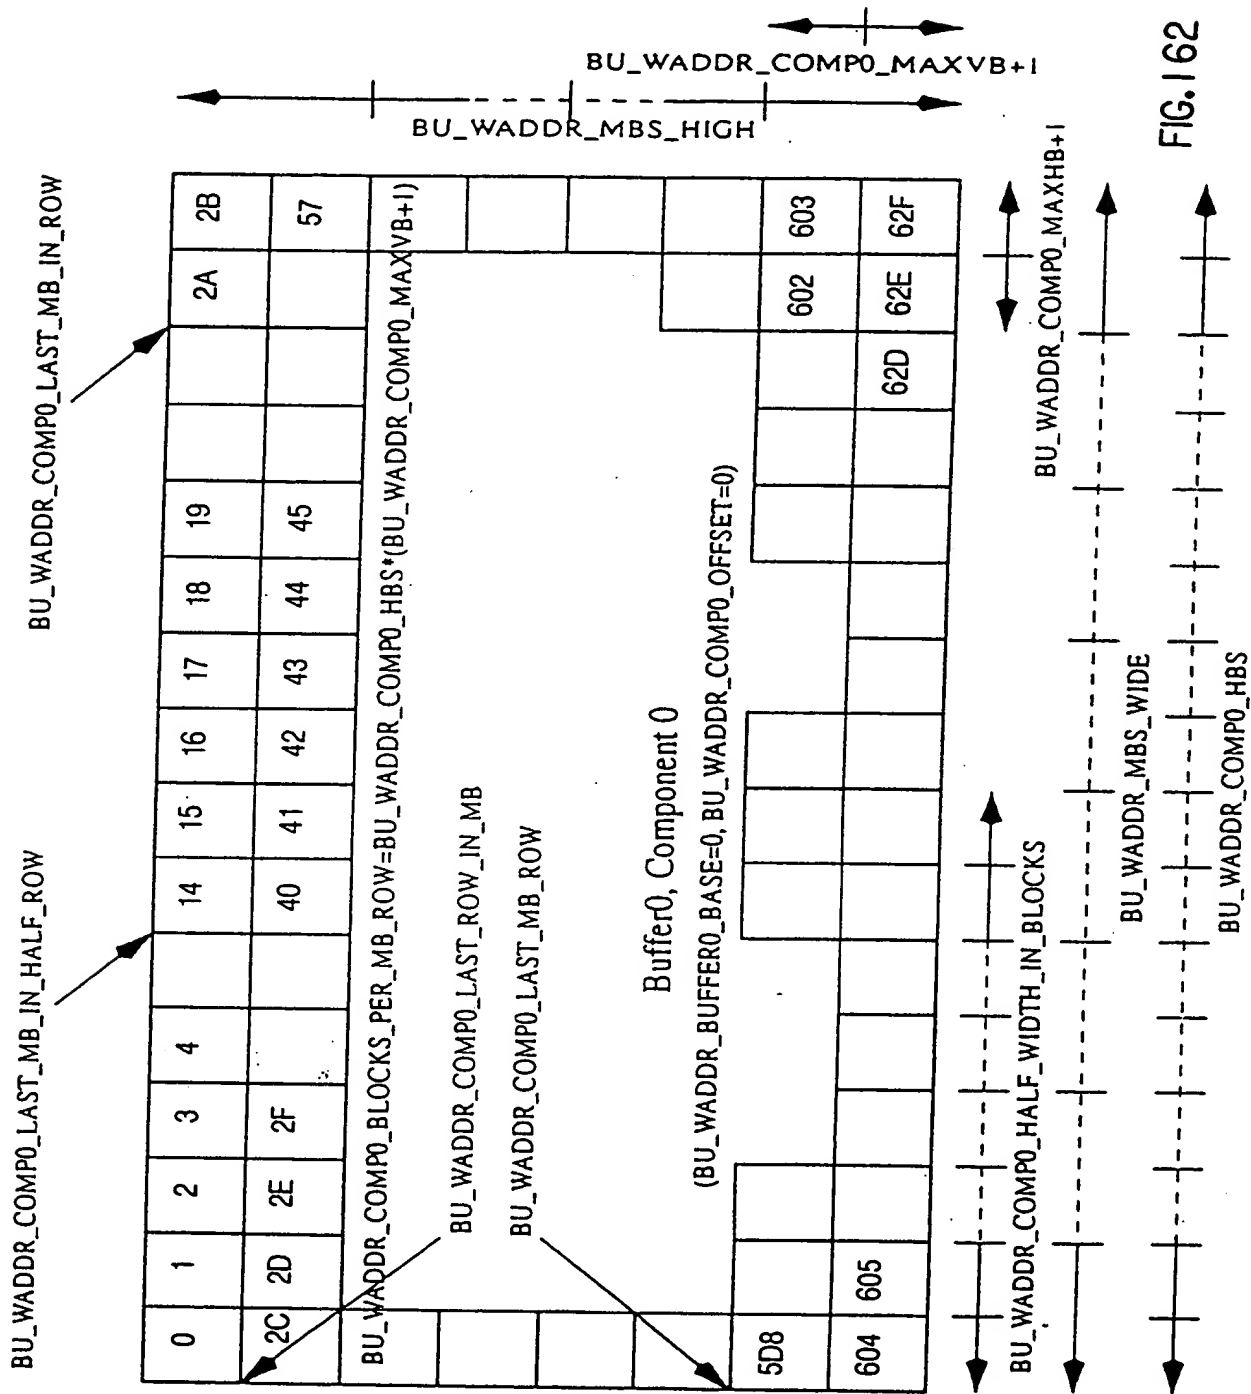 BU_WADDR_COMP0_LAST_MB_IN_HALF_ROW
BU_WADDR_COMP0_LAST_MB_IN_ROW
0 1 2 3 4 14 15 16 17 18 19 2A 2B
2C 2D 2E 2F 40 41 42 43 44 45 57
BU_WADDR_COMP0_BLOCKS_PER_MB_ROW=BU_WADDR_COMP0_HBS*(BU_WADDR_COMP0_MAXVB+1)
BU_WADDR_COMP0_LAST_ROW_IN_MB
BU_WADDR_COMP0_LAST_MB_ROW
Buffer0, Component 0
(BU_WADDR_BUFFER0_BASE=0, BU_WADDR_COMP0_OFFSET=0)
5D8 602 603
604 605 62D 62E 62F
BU_WADDR_MBS_HIGH
BU_WADDR_COMP0_MAXVB+1
BU_WADDR_COMP0_HALF_WIDTH_IN_BLOCKS
BU_WADDR_COMP0_MAXHB+1
BU_WADDR_MBS_WIDE
BU_WADDR_COMP0_HBS
FIG.162